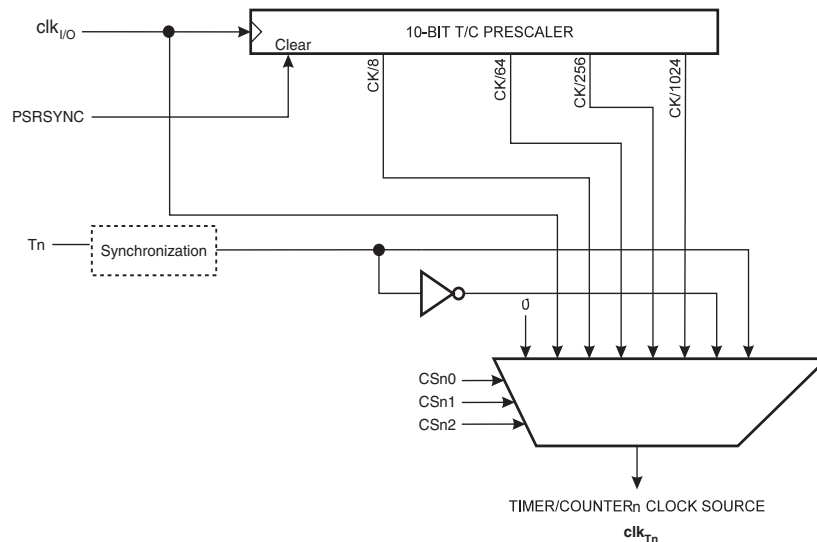 clkI/O
10-BIT T/C PRESCALER
Clear
CK/8
CK/64
CK/256
CK/1024
PSRSYNC
Tn
Synchronization
0
CSn0
CSn1
CSn2
TIMER/COUNTERn CLOCK SOURCE
clkTn